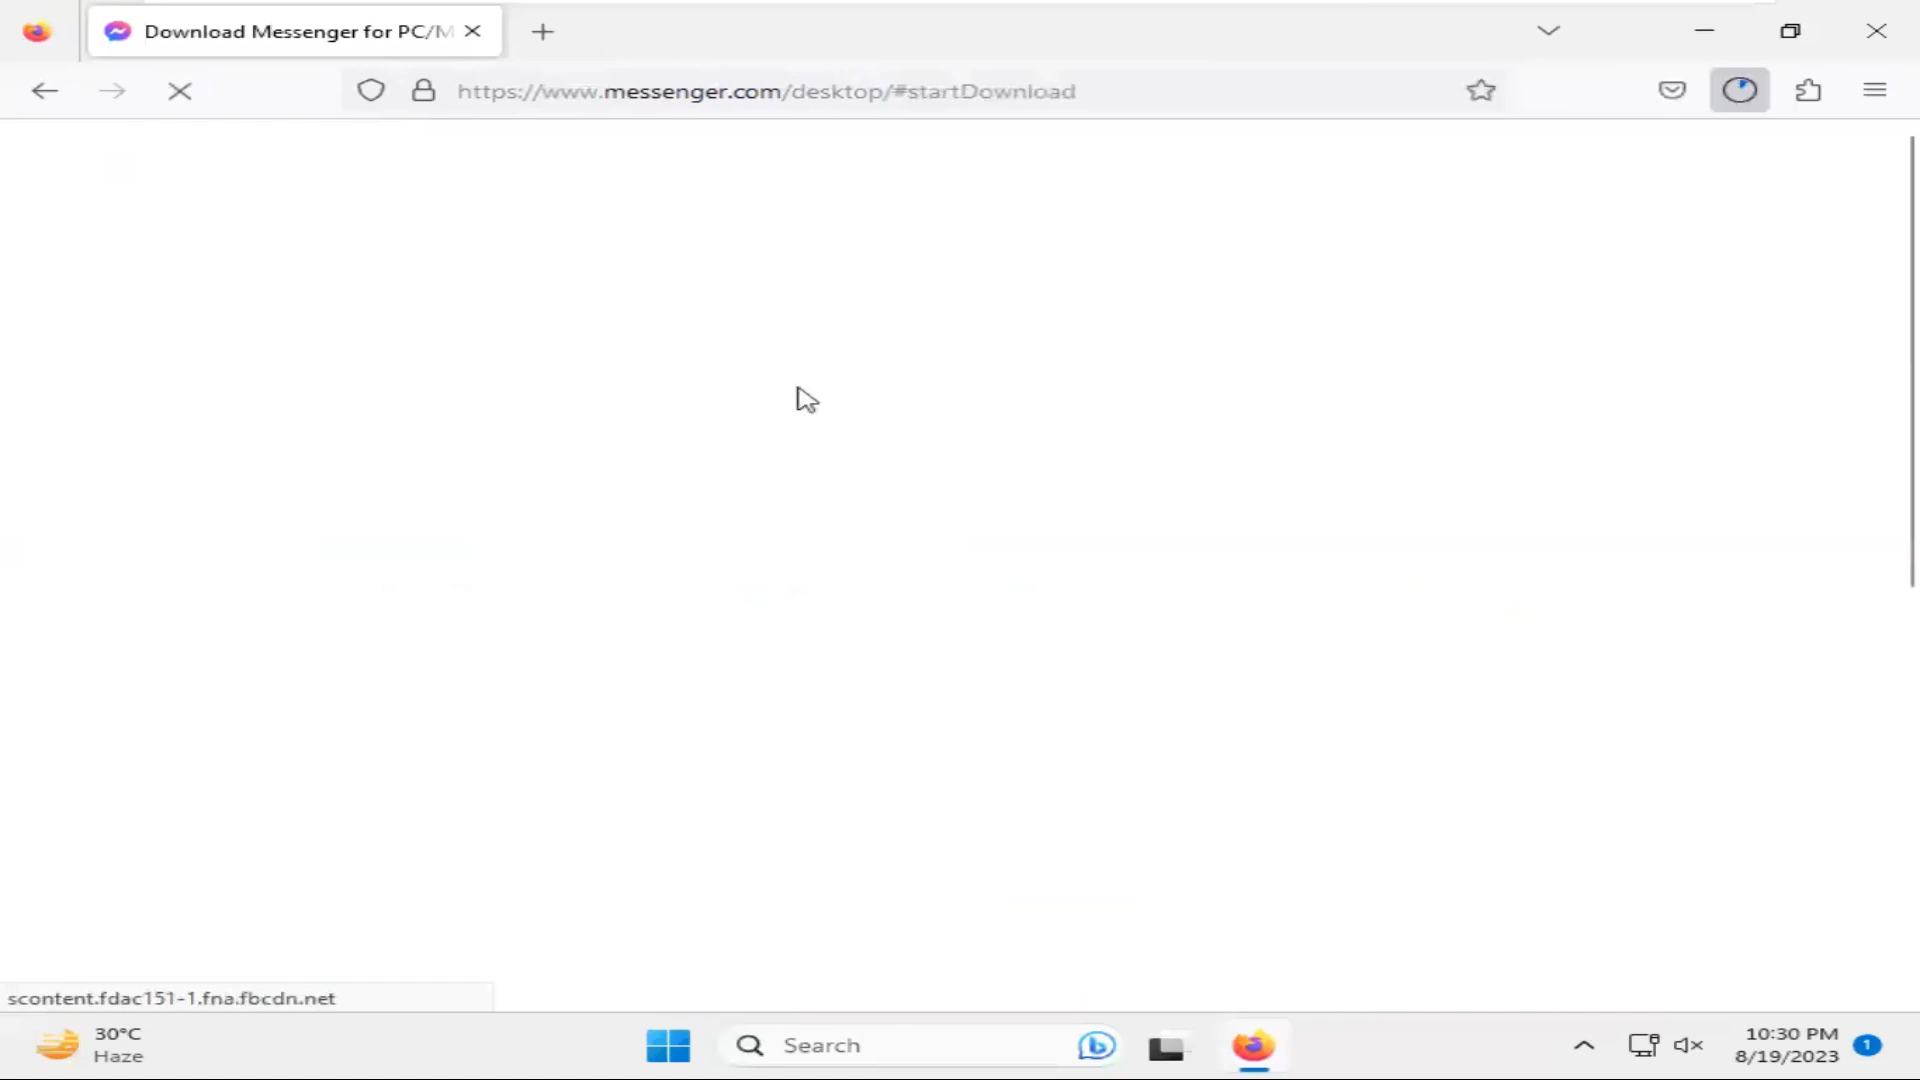 Download Messenger for PC/M
https://www.messenger.com/desktop/#startDownload
scontent.fdac151-1.fna.fbcdn.net
30°C
Haze
Search
10:30 PM
8/19/2023
1